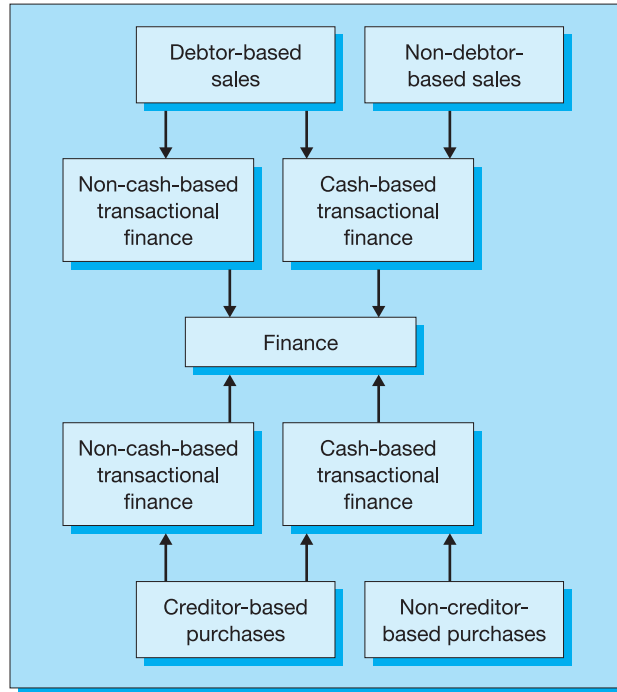 Debtor-based
sales
Non-debtor-
based sales
Non-cash-based
transactional
finance
Cash-based
transactional
finance
Finance
Non-cash-based
transactional
finance
Cash-based
transactional
finance
Creditor-based
purchases
Non-creditor-
based purchases